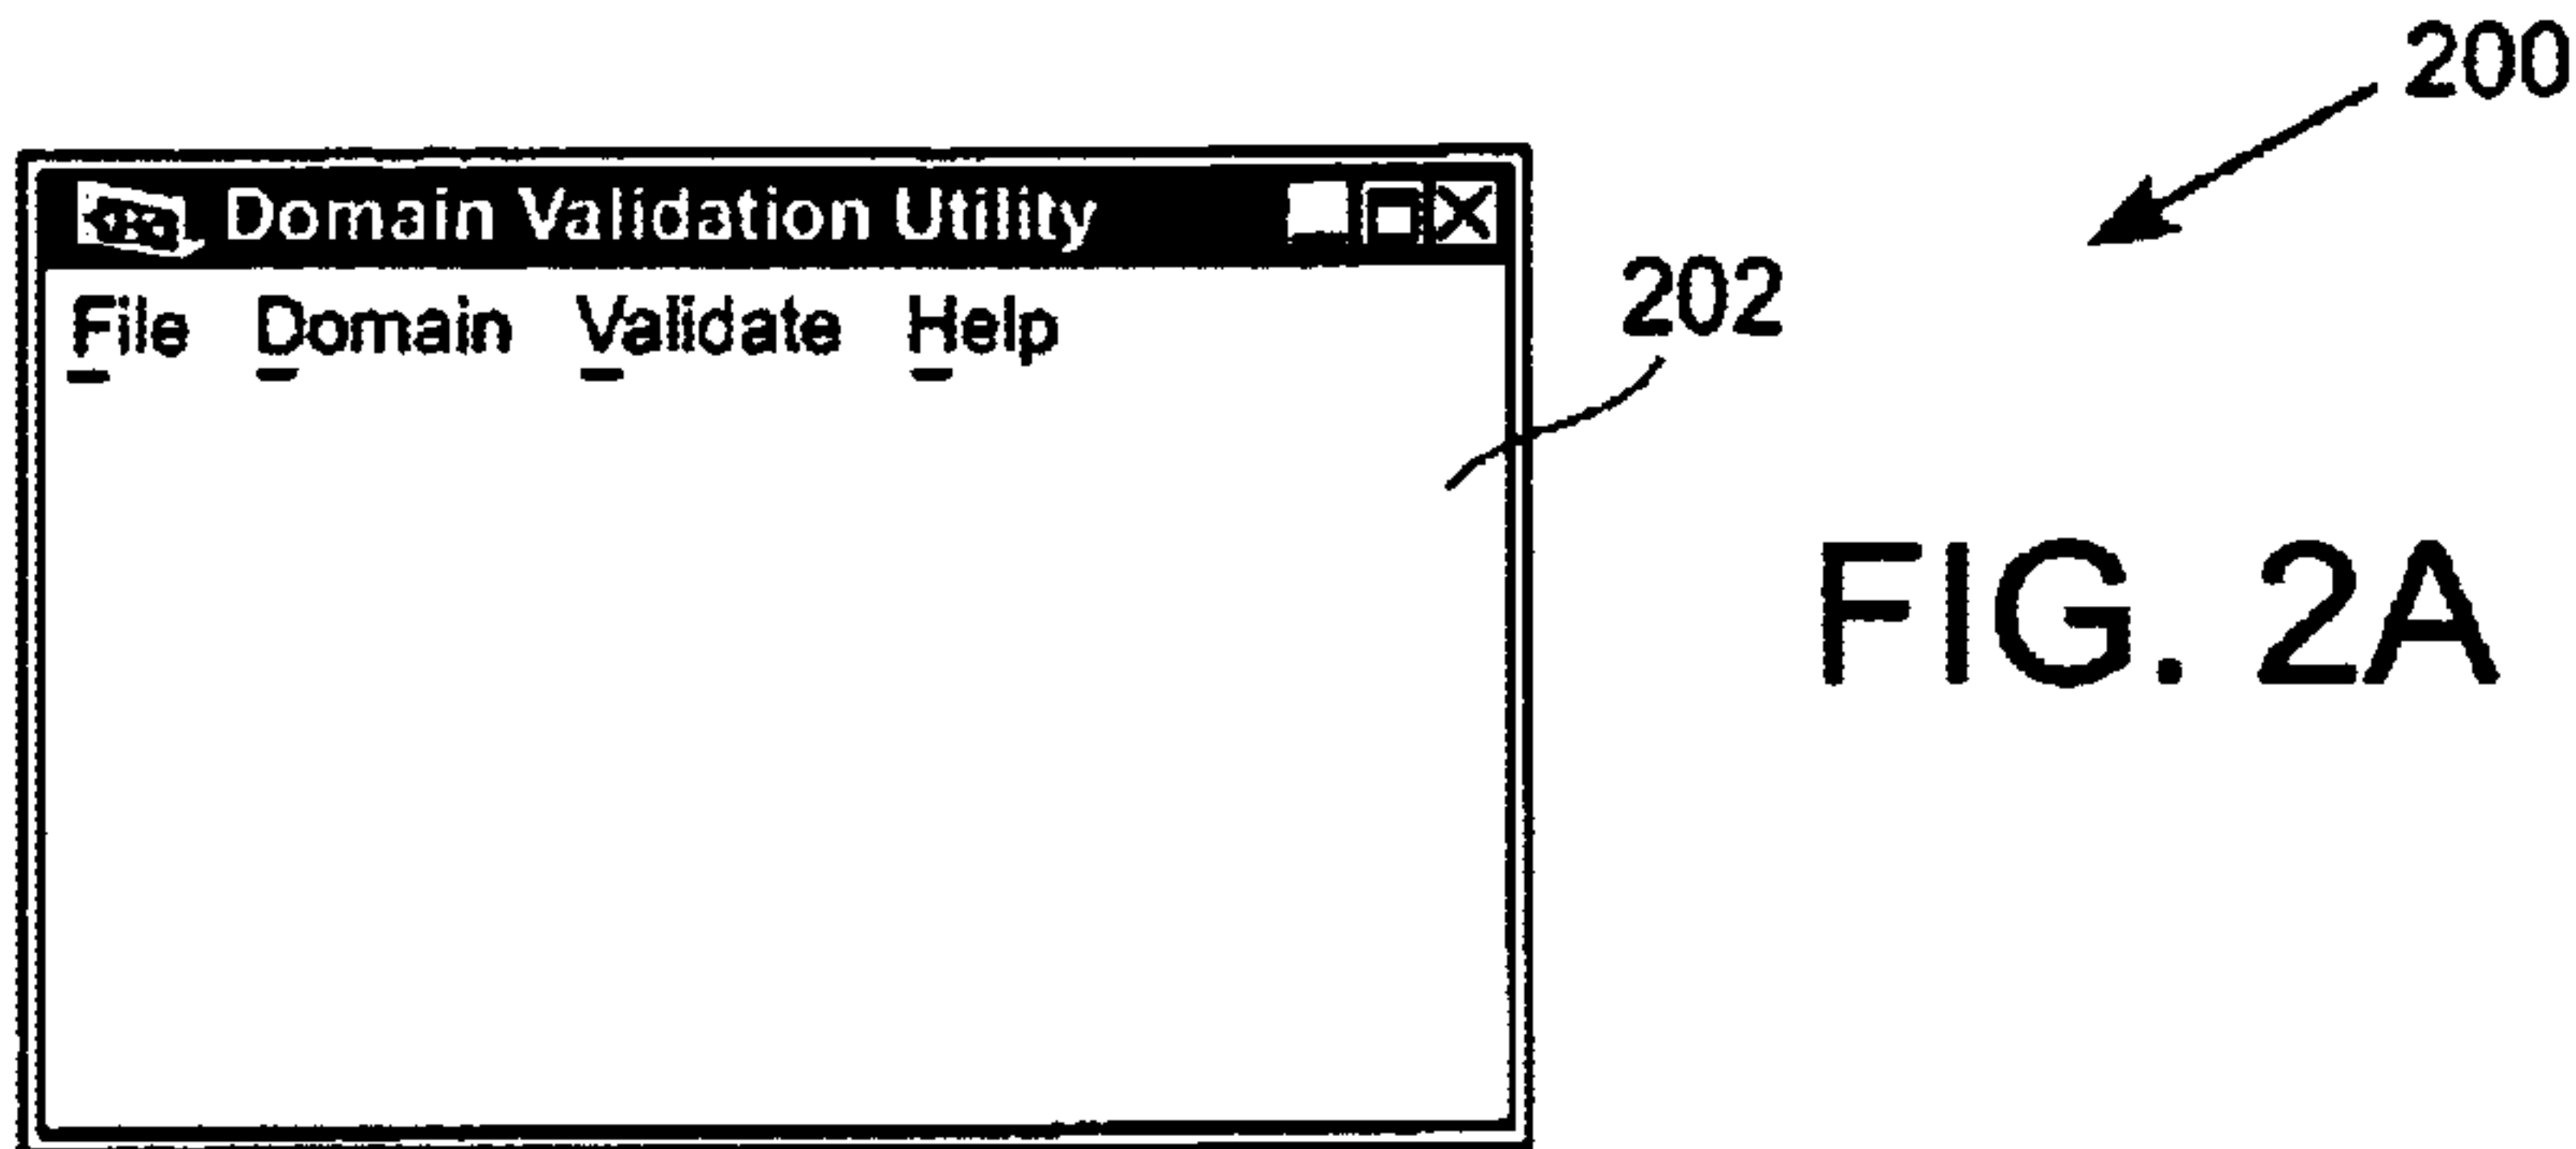 200
Domain Validation Utility
File Domain Validate Help
202
FIG. 2A